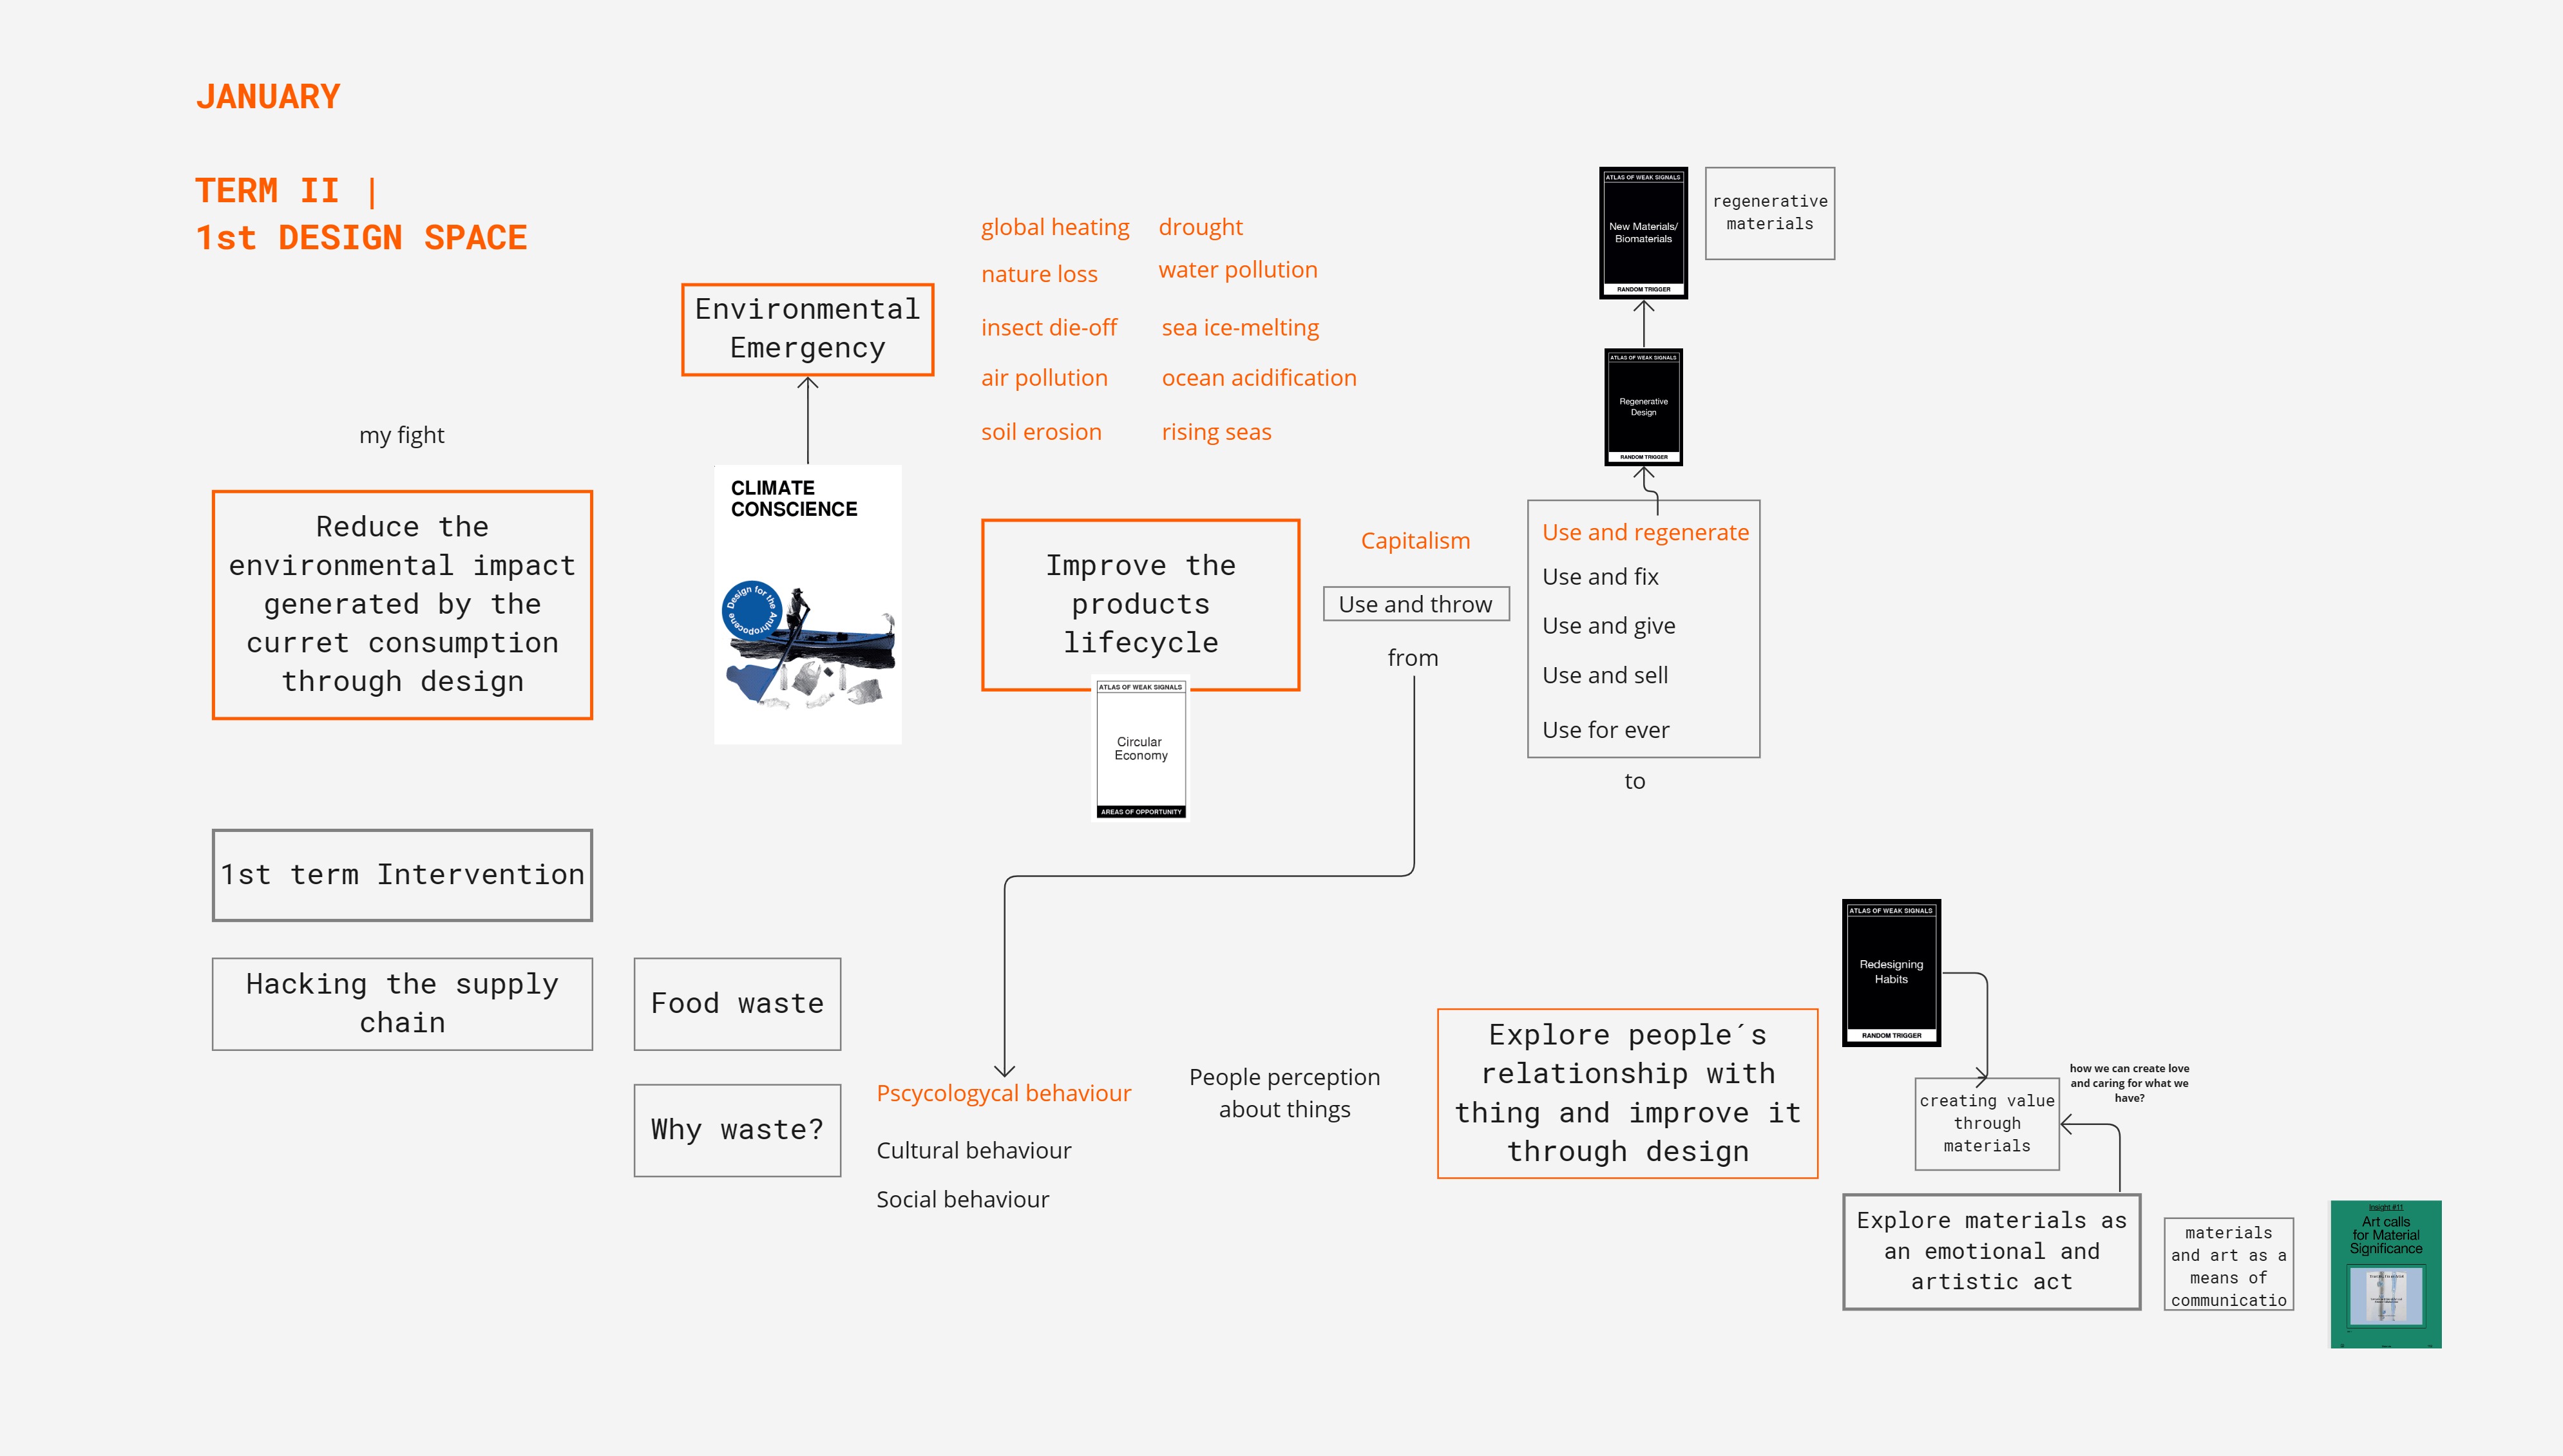 JANUARY
TERM II |
1st DESIGN SPACE
my fight
Reduce the
environmental impact
generated by the
curret consumption
through design
Environmental
Emergency
CLIMATE
CONSCIENCE
Design for the Anthropocene
global heating
drought
nature loss
water pollution
insect die-off
sea ice-melting
air pollution
ocean acidification
soil erosion
rising seas
Improve the
products
lifecycle
ATLAS OF WEAK SIGNALS
Circular
Economy
AREAS OF OPPORTUNITY
Capitalism
Use and throw
from
Use and regenerate
Use and fix
Use and give
Use and sell
Use for ever
to
ATLAS OF WEAK SIGNALS
Regenerative
Design
RANDOM TRIGGER
ATLAS OF WEAK SIGNALS
New Materials/
Biomaterials
RANDOM TRIGGER
regenerative
materials
1st term Intervention
Hacking the supply
chain
Food waste
Why waste?
Pscycologycal behaviour
Cultural behaviour
Social behaviour
People perception
about things
Explore people´s
relationship with
thing and improve it
through design
ATLAS OF WEAK SIGNALS
Redesigning
Habits
RANDOM TRIGGER
creating value
through
materials
how we can create love
and caring for what we
have?
Explore materials as
an emotional and
artistic act
materials
and art as a
means of
communicatio
Insight #11
Art calls
for Material
Significance